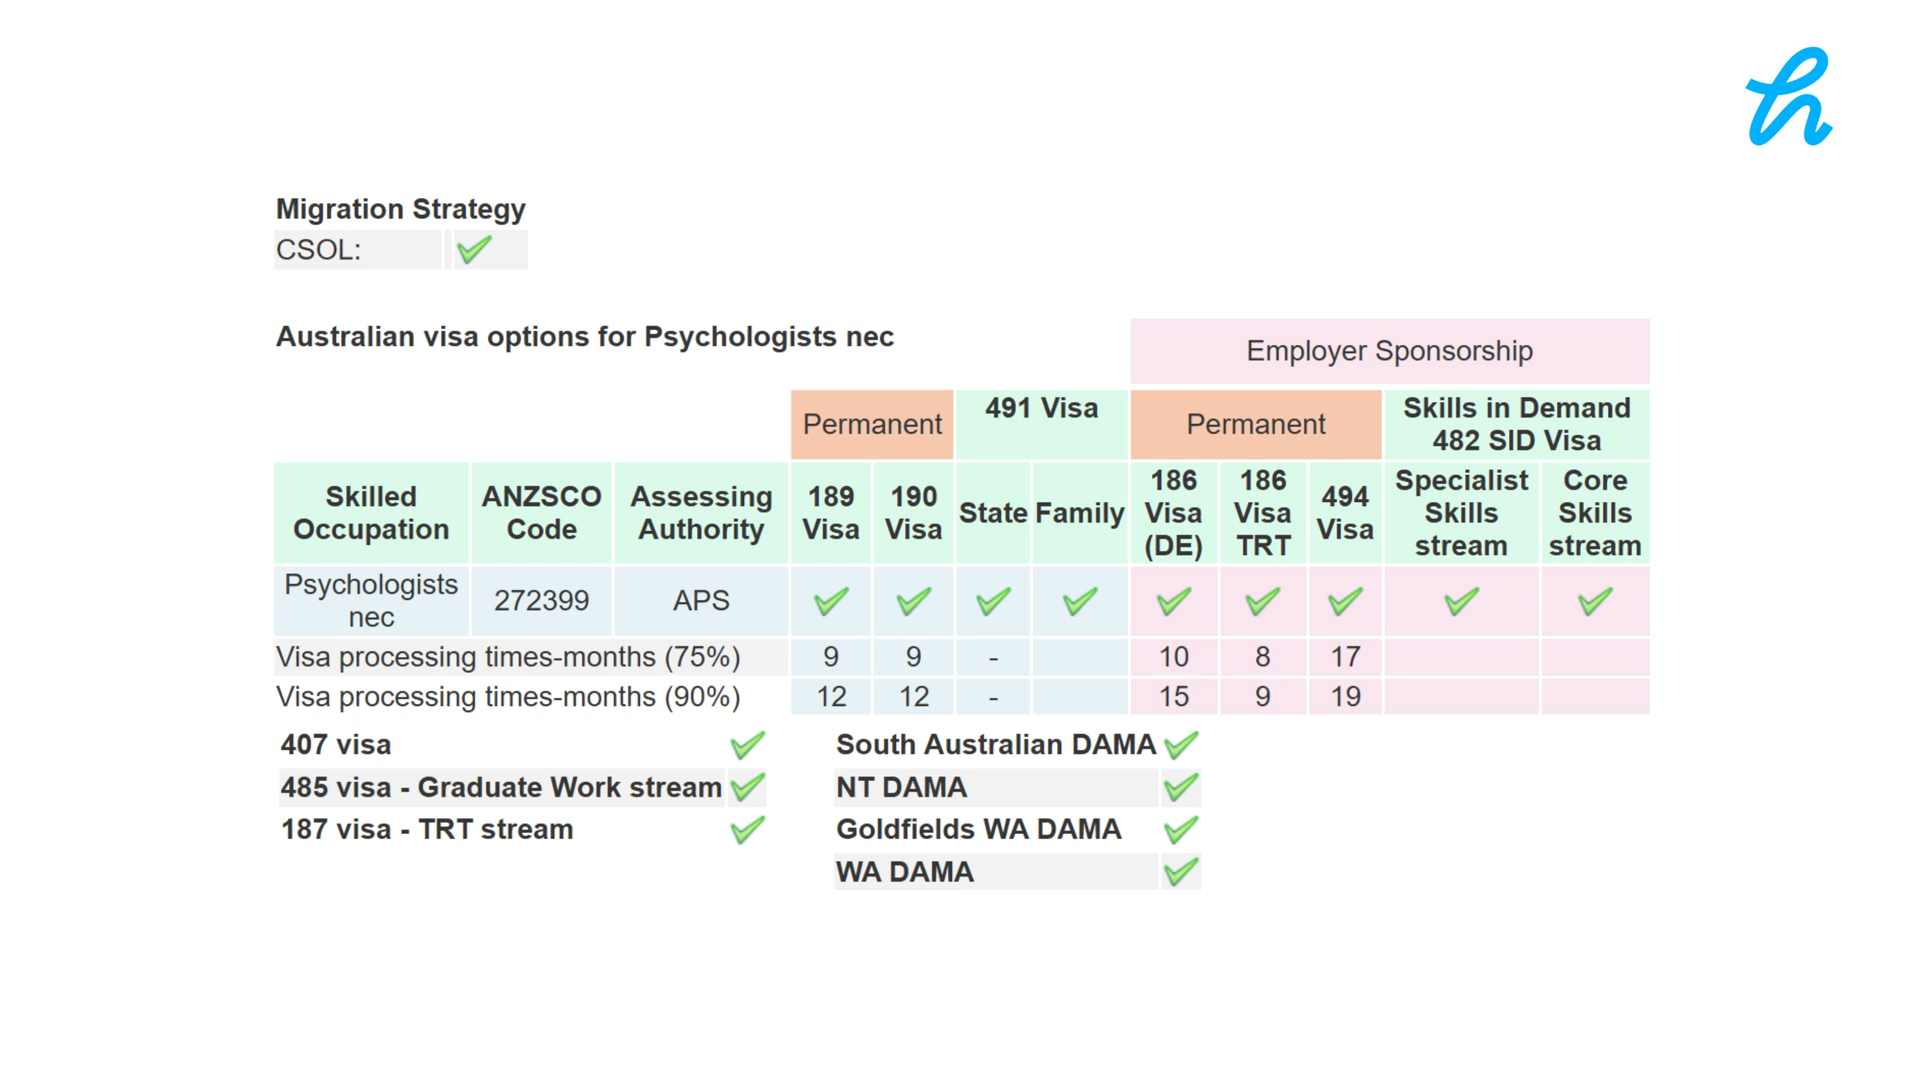 Migration Strategy
CSOL:
Australian visa options for Psychologists nec
Employer Sponsorship
Permanent
491 Visa
Permanent
Skills in Demand
482 SID Visa
Skilled
Occupation
ANZSCO
Code
Assessing
Authority
189
Visa
190
Visa
State
Family
186
Visa
(DE)
186
Visa
TRT
494
Visa
Specialist
Skills
stream
Core
Skills
stream
Psychologists
nec
272399
APS
Visa processing times-months (75%) 9 9 - 10 8 17
Visa processing times-months (90%) 12 12 - 15 9 19
407 visa
485 visa - Graduate Work stream
187 visa - TRT stream
South Australian DAMA
NT DAMA
Goldfields WA DAMA
WA DAMA